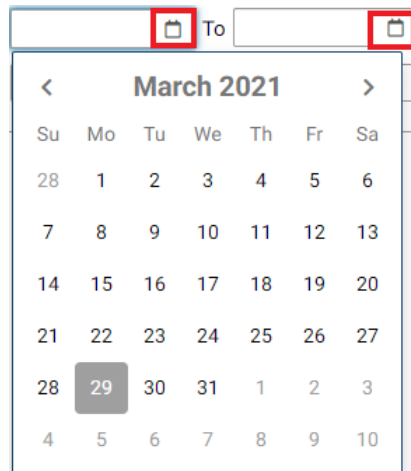 To
< March 2021 >
Su Mo Tu We Th Fr Sa
28 1 2 3 4 5 6
7 8 9 10 11 12 13
14 15 16 17 18 19 20
21 22 23 24 25 26 27
28 29 30 31 1 2 3
4 5 6 7 8 9 10